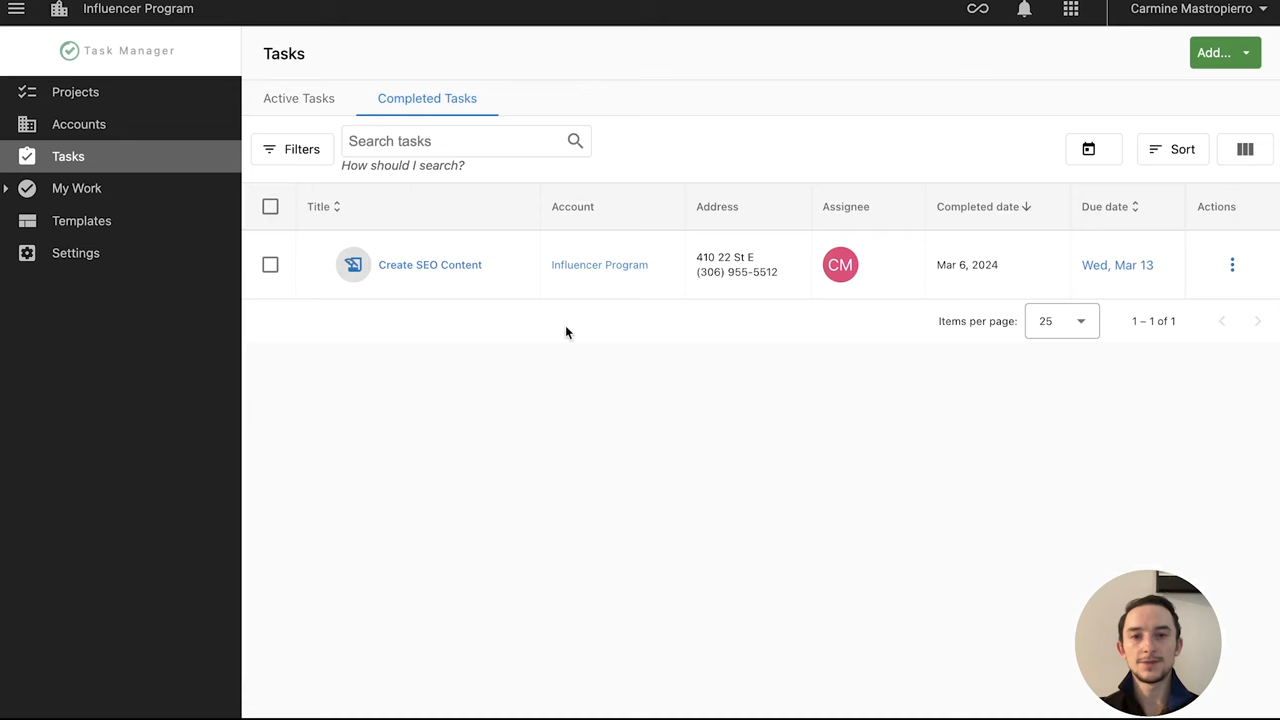 Influencer Program
Carmine Mastropierro
Task Manager
Projects
Accounts
Tasks
My Work
Templates
Settings
Tasks
Add...
Active Tasks
Completed Tasks
Filters
Search tasks
How should I search?
Sort
Title
Account
Address
Assignee
Completed date
Due date
Actions
Create SEO Content
Influencer Program
410 22 St E
(306) 955-5512
CM
Mar 6, 2024
Wed, Mar 13
Items per page:
25
1 – 1 of 1